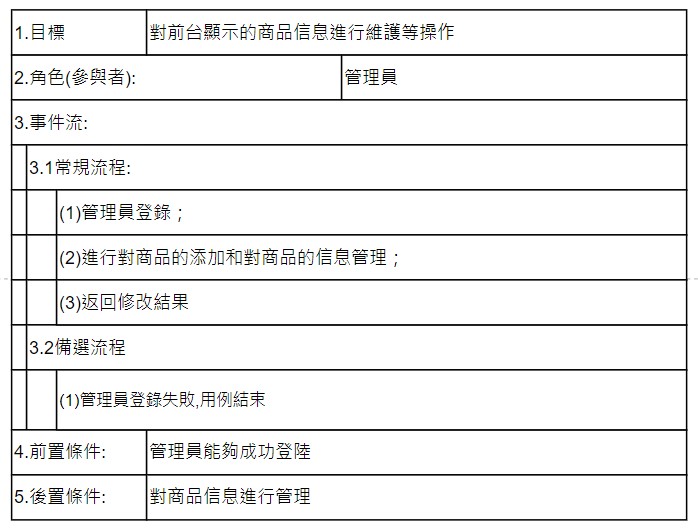 1.目標 對前台顯示的商品信息進行維護等操作
2.角色(參與者): 管理員
3.事件流:
3.1常規流程:
(1)管理員登錄；
(2)進行對商品的添加和對商品的信息管理；
(3)返回修改結果
3.2備選流程
(1)管理員登錄失敗,用例結束
4.前置條件: 管理員能夠成功登陸
5.後置條件: 對商品信息進行管理